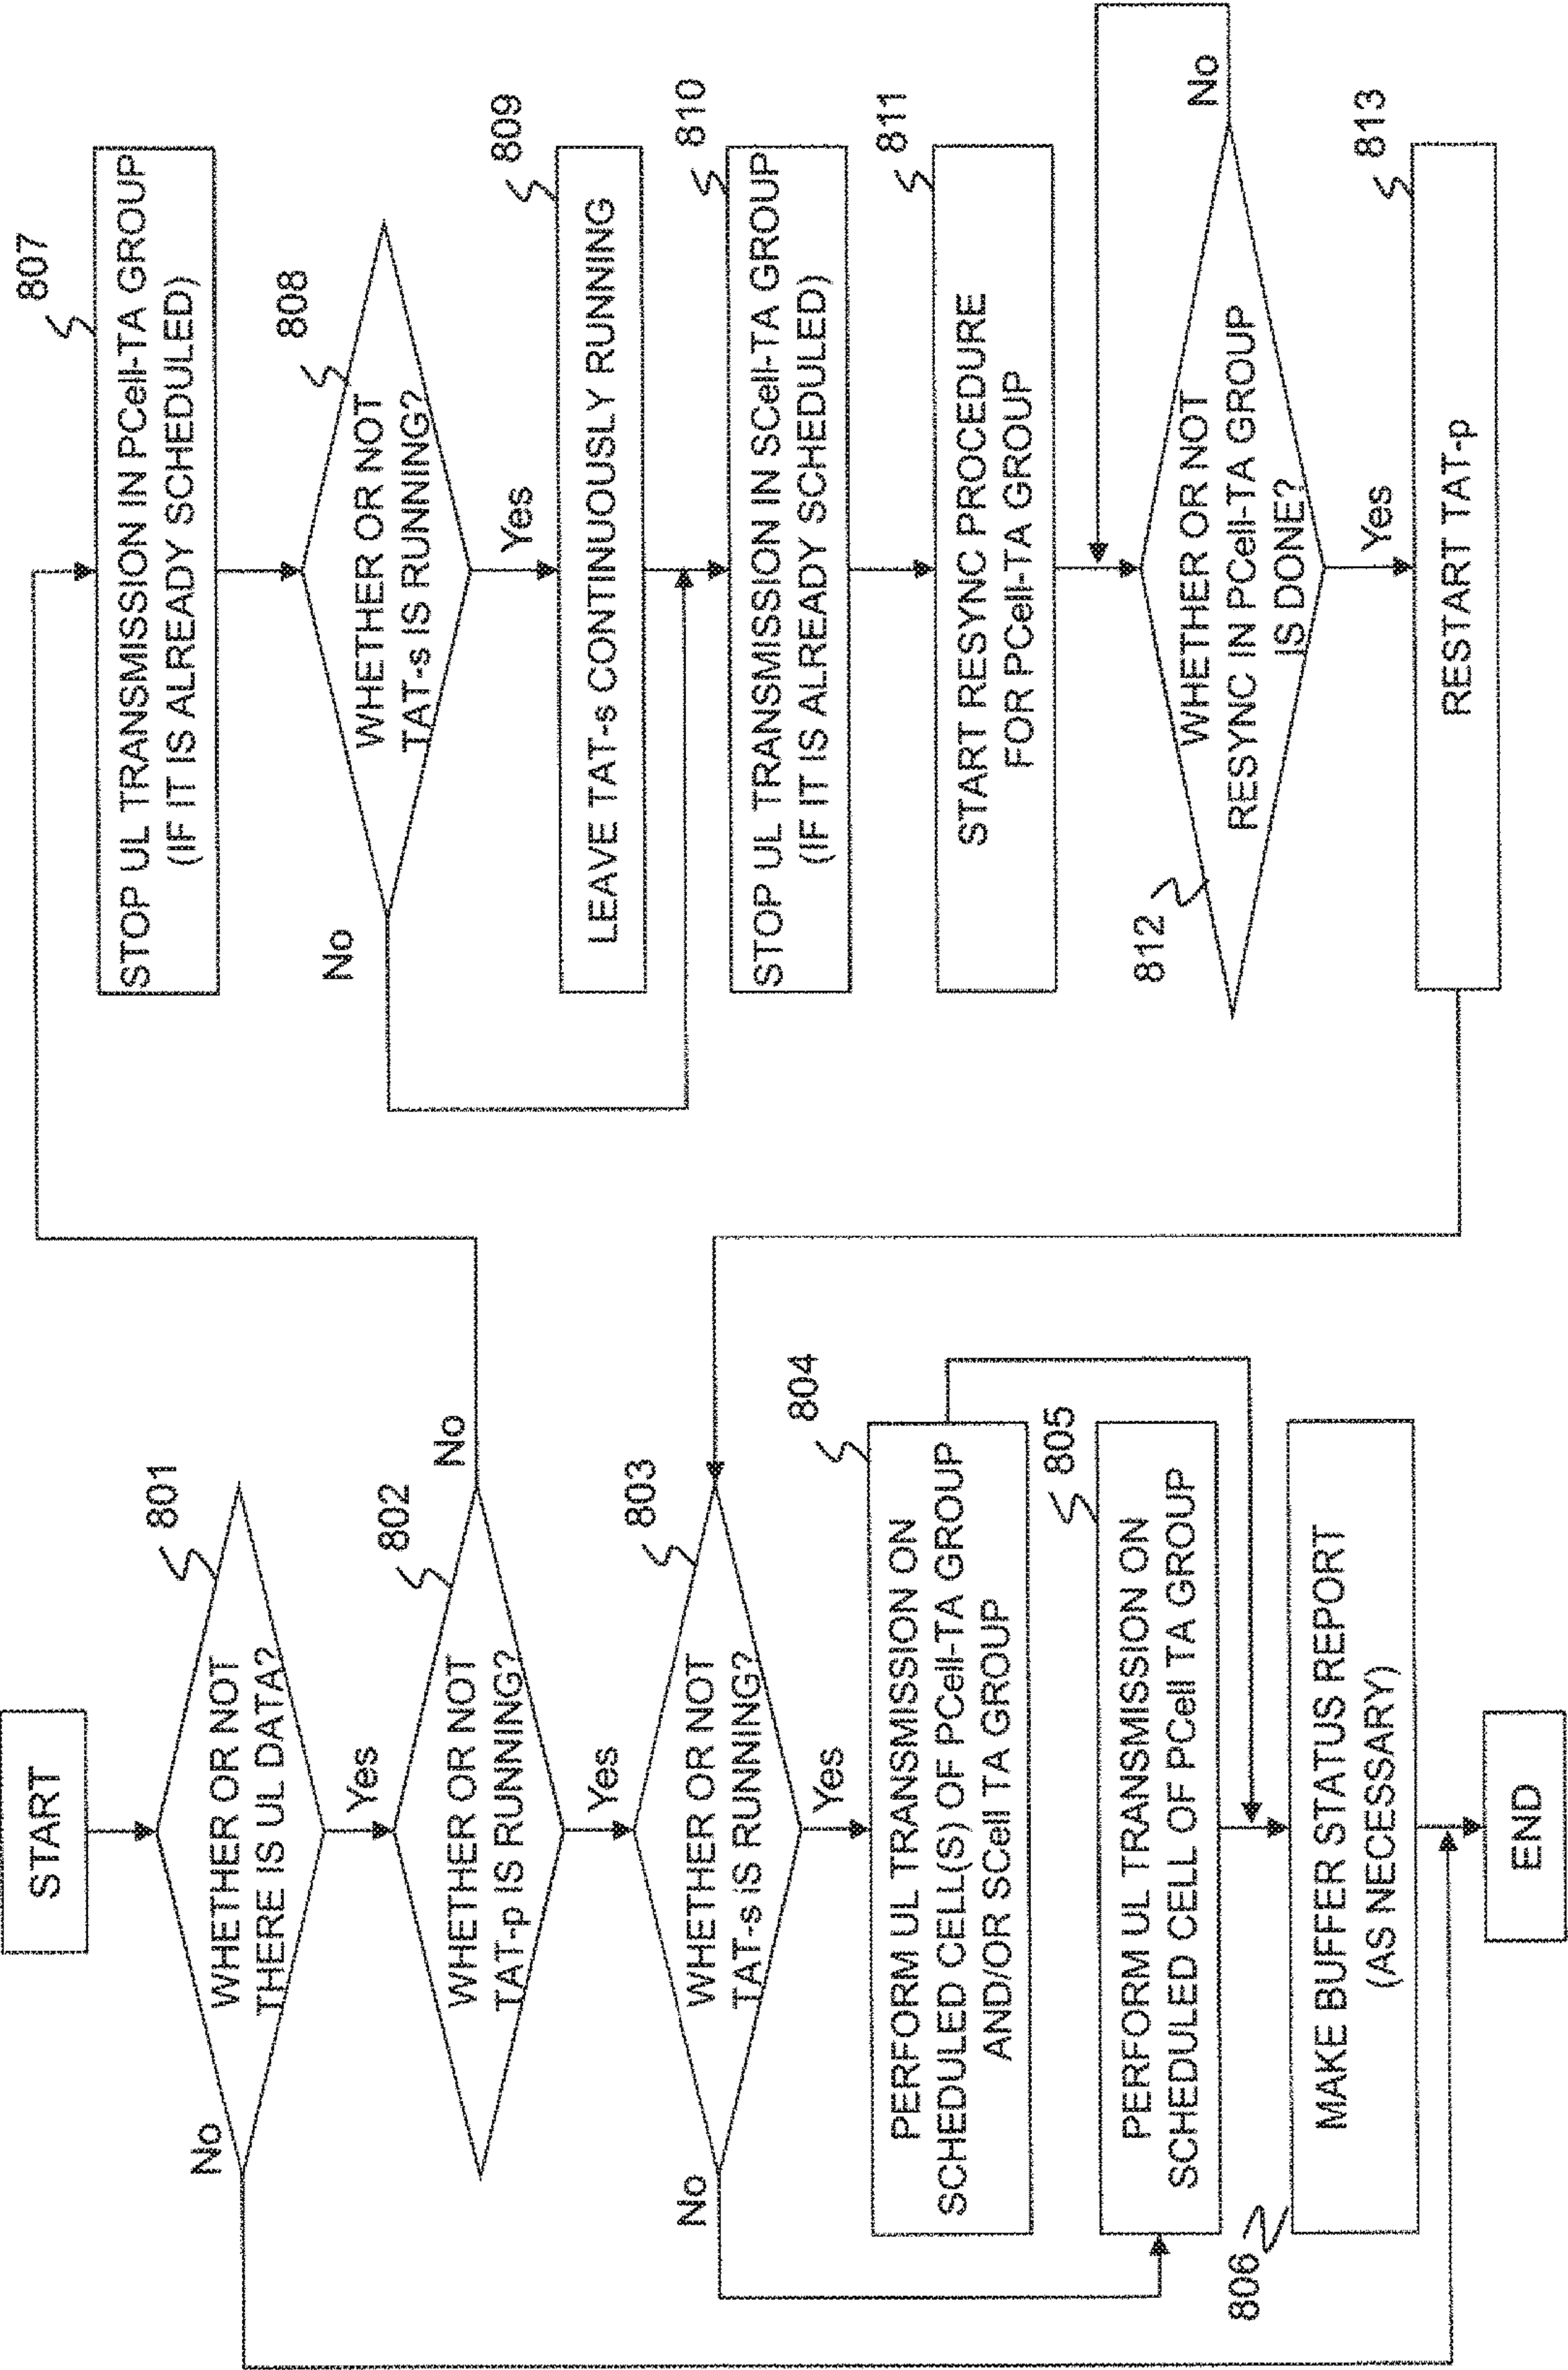 START
801
WHETHER OR NOT
THERE IS UL DATA?
No
Yes
802
WHETHER OR NOT
TAT-p IS RUNNING?
No
Yes
803
WHETHER OR NOT
TAT-s IS RUNNING?
No
Yes
804
PERFORM UL TRANSMISSION ON
SCHEDULED CELL(S) OF PCell-TA GROUP
AND/OR SCell TA GROUP
805
PERFORM UL TRANSMISSION ON
SCHEDULED CELL OF PCell TA GROUP
806
MAKE BUFFER STATUS REPORT
(AS NECESSARY)
END
807
STOP UL TRANSMISSION IN PCell-TA GROUP
(IF IT IS ALREADY SCHEDULED)
808
WHETHER OR NOT
TAT-s IS RUNNING?
No
Yes
809
LEAVE TAT-s CONTINUOUSLY RUNNING
810
STOP UL TRANSMISSION IN SCell-TA GROUP
(IF IT IS ALREADY SCHEDULED)
811
START RESYNC PROCEDURE
FOR PCell-TA GROUP
812
WHETHER OR NOT
RESYNC IN PCell-TA GROUP
IS DONE?
No
Yes
813
RESTART TAT-p